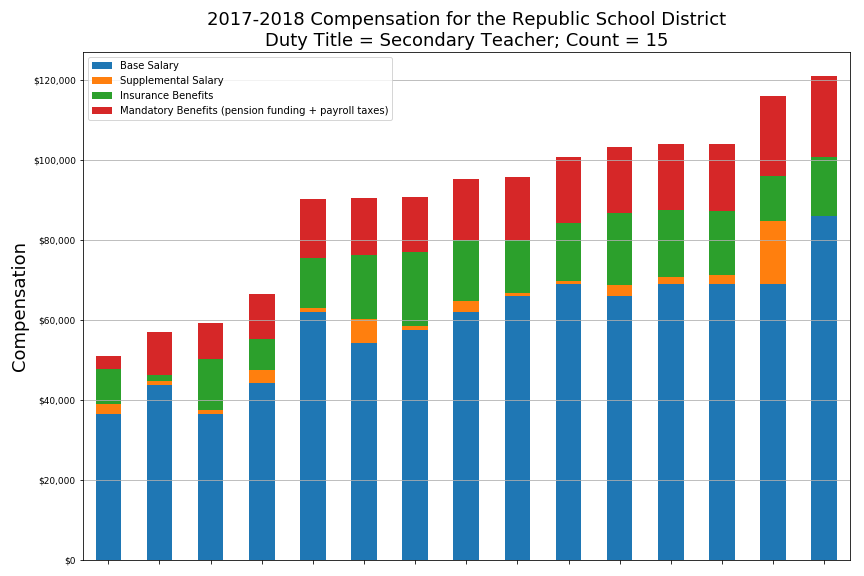 2017-2018 Compensation for the Republic School District
Duty Title = Secondary Teacher; Count = 15
Base Salary
Supplemental Salary
Insurance Benefits
Mandatory Benefits (pension funding + payroll taxes)
Compensation
$120,000
$100,000
$80,000
$60,000
$40,000
$20,000
$0